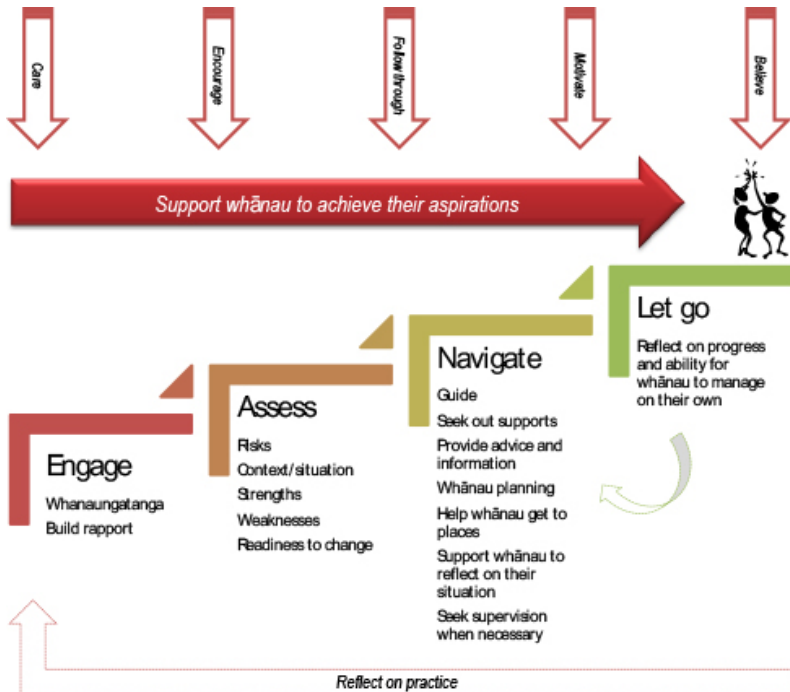 Care
Encourage
Follow through
Motivate
Believe
Support whānau to achieve their aspirations
Engage
Whanaungatanga
Build rapport
Assess
Risks
Context/situation
Strengths
Weaknesses
Readiness to change
Navigate
Guide
Seek out supports
Provide advice and
information
Whānau planning
Help whānau get to
places
Support whānau to
reflect on their
situation
Seek supervision
when necessary
Let go
Reflect on progress
and ability for
whānau to manage
on their own
Reflect on practice